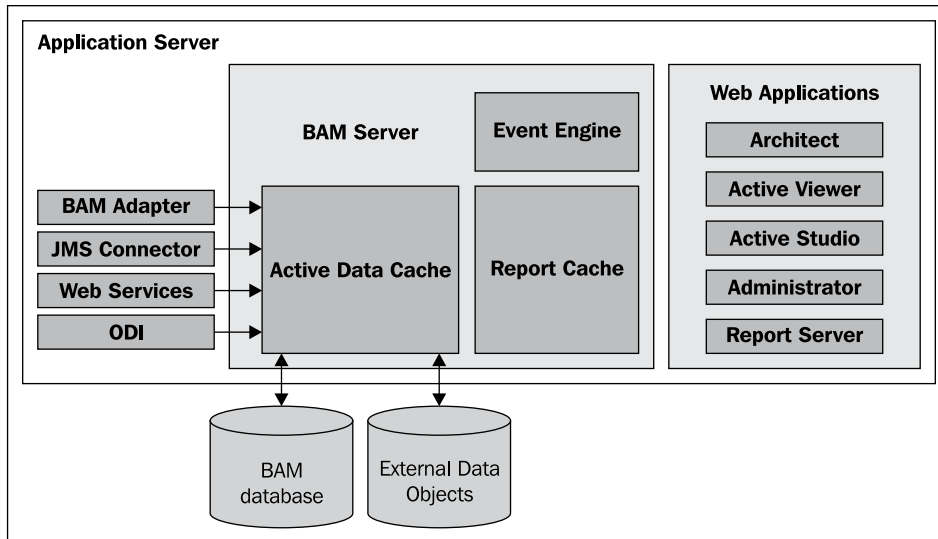 Application Server
BAM Server
Event Engine
Web Applications
Architect
Active Viewer
Active Studio
Administrator
Report Server
BAM Adapter
JMS Connector
Web Services
ODI
Active Data Cache
Report Cache
BAM
database
External Data
Objects